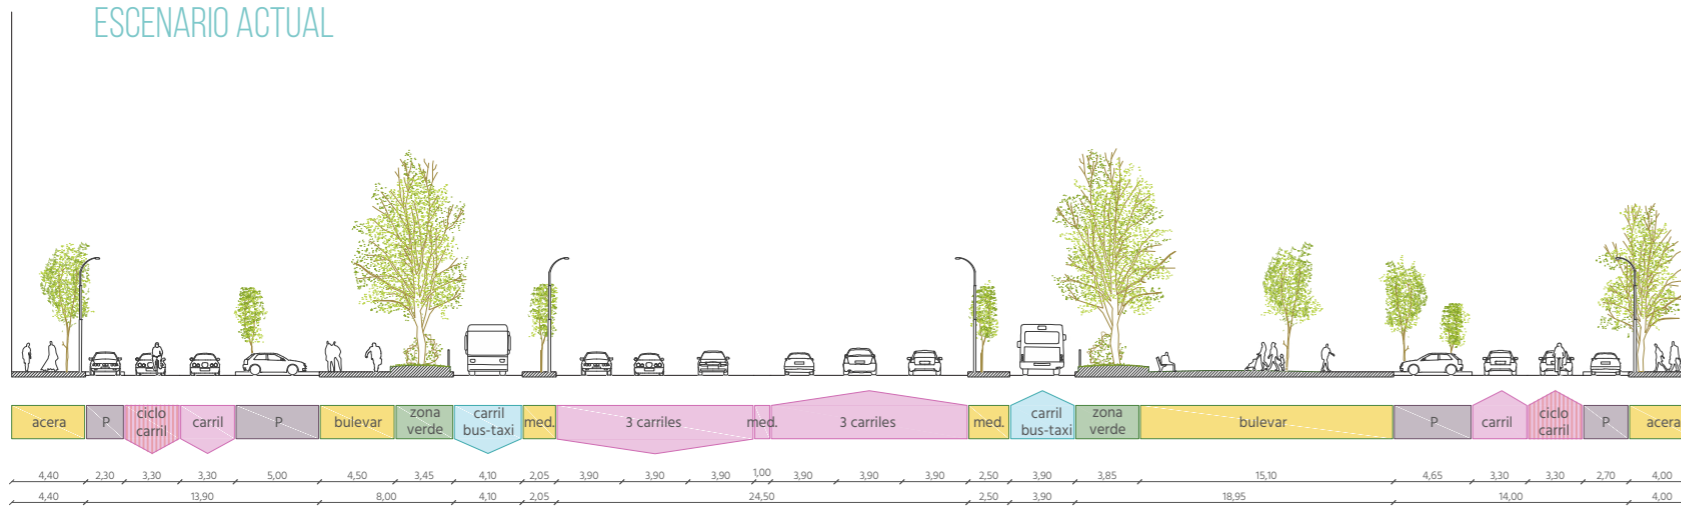 ESCENARIO ACTUAL
acera P ciclo carril carril P bulevar zona verde carril bus-taxi med. 3 carriles med. 3 carriles med. carril bus-taxi zona verde bulevar P carril ciclo carril P acera
4,40 2,30 3,30 3,30 5,00 4,50 3,45 4,10 2,05 3,90 3,90 3,90 1,00 3,90 3,90 3,90 2,50 3,90 3,85 15,10 4,65 3,30 3,30 2,70 4,00
4,40 13,90 8,00 4,10 2,05 24,50 2,50 3,90 18,95 14,00 4,00